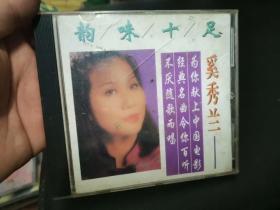 韵味十足
奚秀兰
为你献上中国电影
经典名曲令你百听
不厌随歌而唱